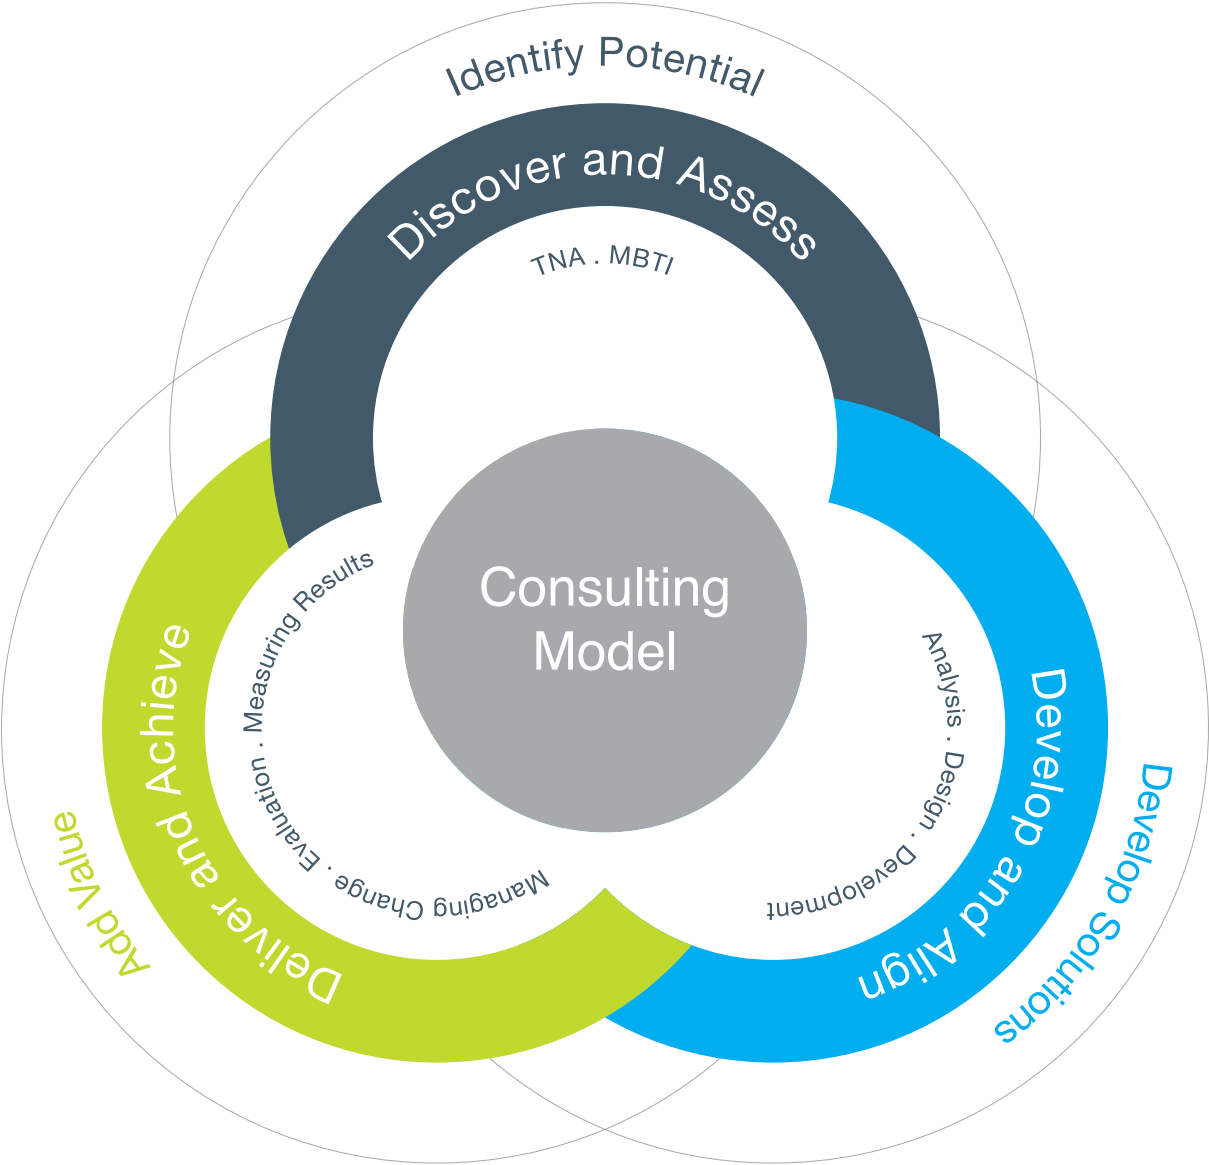 Identify Potential
Discover and Assess
TNA . MBTI
Consulting
Model
Develop Solutions
Develop and Align
Analysis . Design . Development
Add Value
Deliver and Achieve
Managing Change . Evaluation . Measuring Results